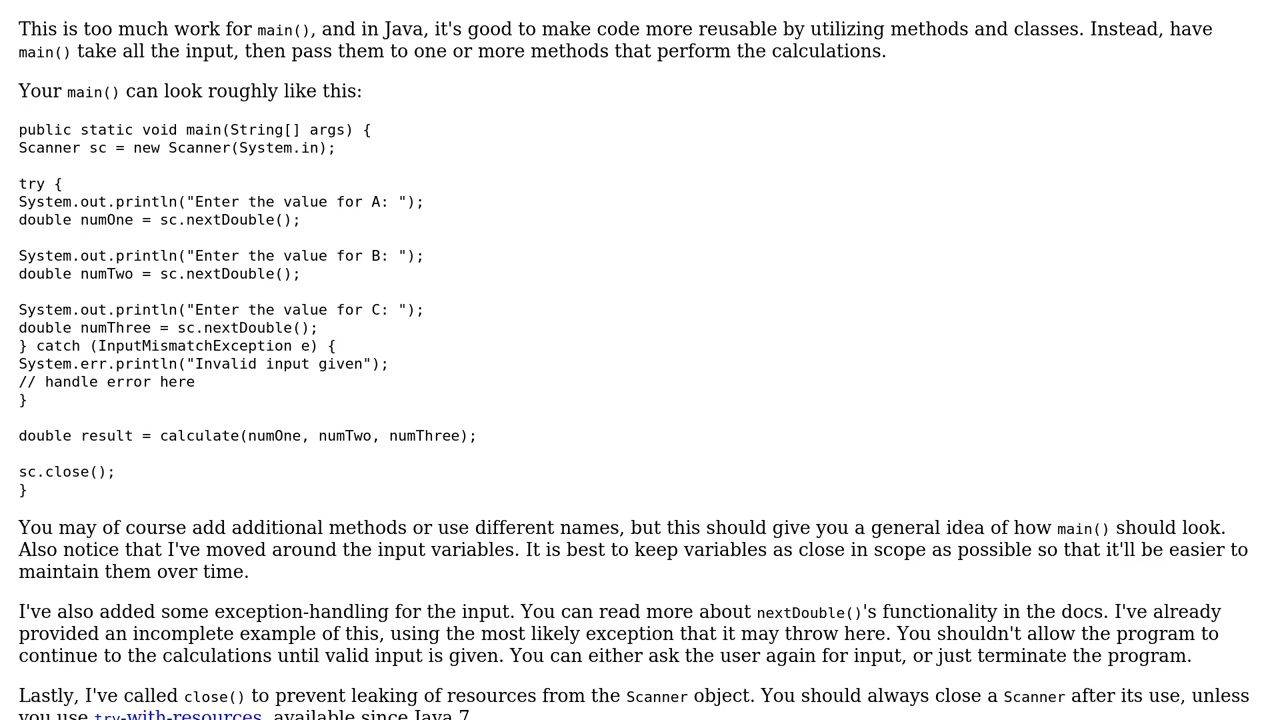 This is too much work for main(), and in Java, it's good to make code more reusable by utilizing methods and classes. Instead, have
main() take all the input, then pass them to one or more methods that perform the calculations.
Your main() can look roughly like this:
public static void main(String[] args) {
Scanner sc = new Scanner(System.in);
try {
System.out.println("Enter the value for A: ");
double numOne = sc.nextDouble();
System.out.println("Enter the value for B: ");
double numTwo = sc.nextDouble();
System.out.println("Enter the value for C: ");
double numThree = sc.nextDouble();
} catch (InputMismatchException e) {
System.err.println("Invalid input given");
// handle error here
}
double result = calculate(numOne, numTwo, numThree);
sc.close();
}
You may of course add additional methods or use different names, but this should give you a general idea of how main() should look.
Also notice that I've moved around the input variables. It is best to keep variables as close in scope as possible so that it'll be easier to
maintain them over time.
I've also added some exception-handling for the input. You can read more about nextDouble()'s functionality in the docs. I've already
provided an incomplete example of this, using the most likely exception that it may throw here. You shouldn't allow the program to
continue to the calculations until valid input is given. You can either ask the user again for input, or just terminate the program.
Lastly, I've called close() to prevent leaking of resources from the Scanner object. You should always close a Scanner after its use, unless
you use try-with-resources, available since Java 7.